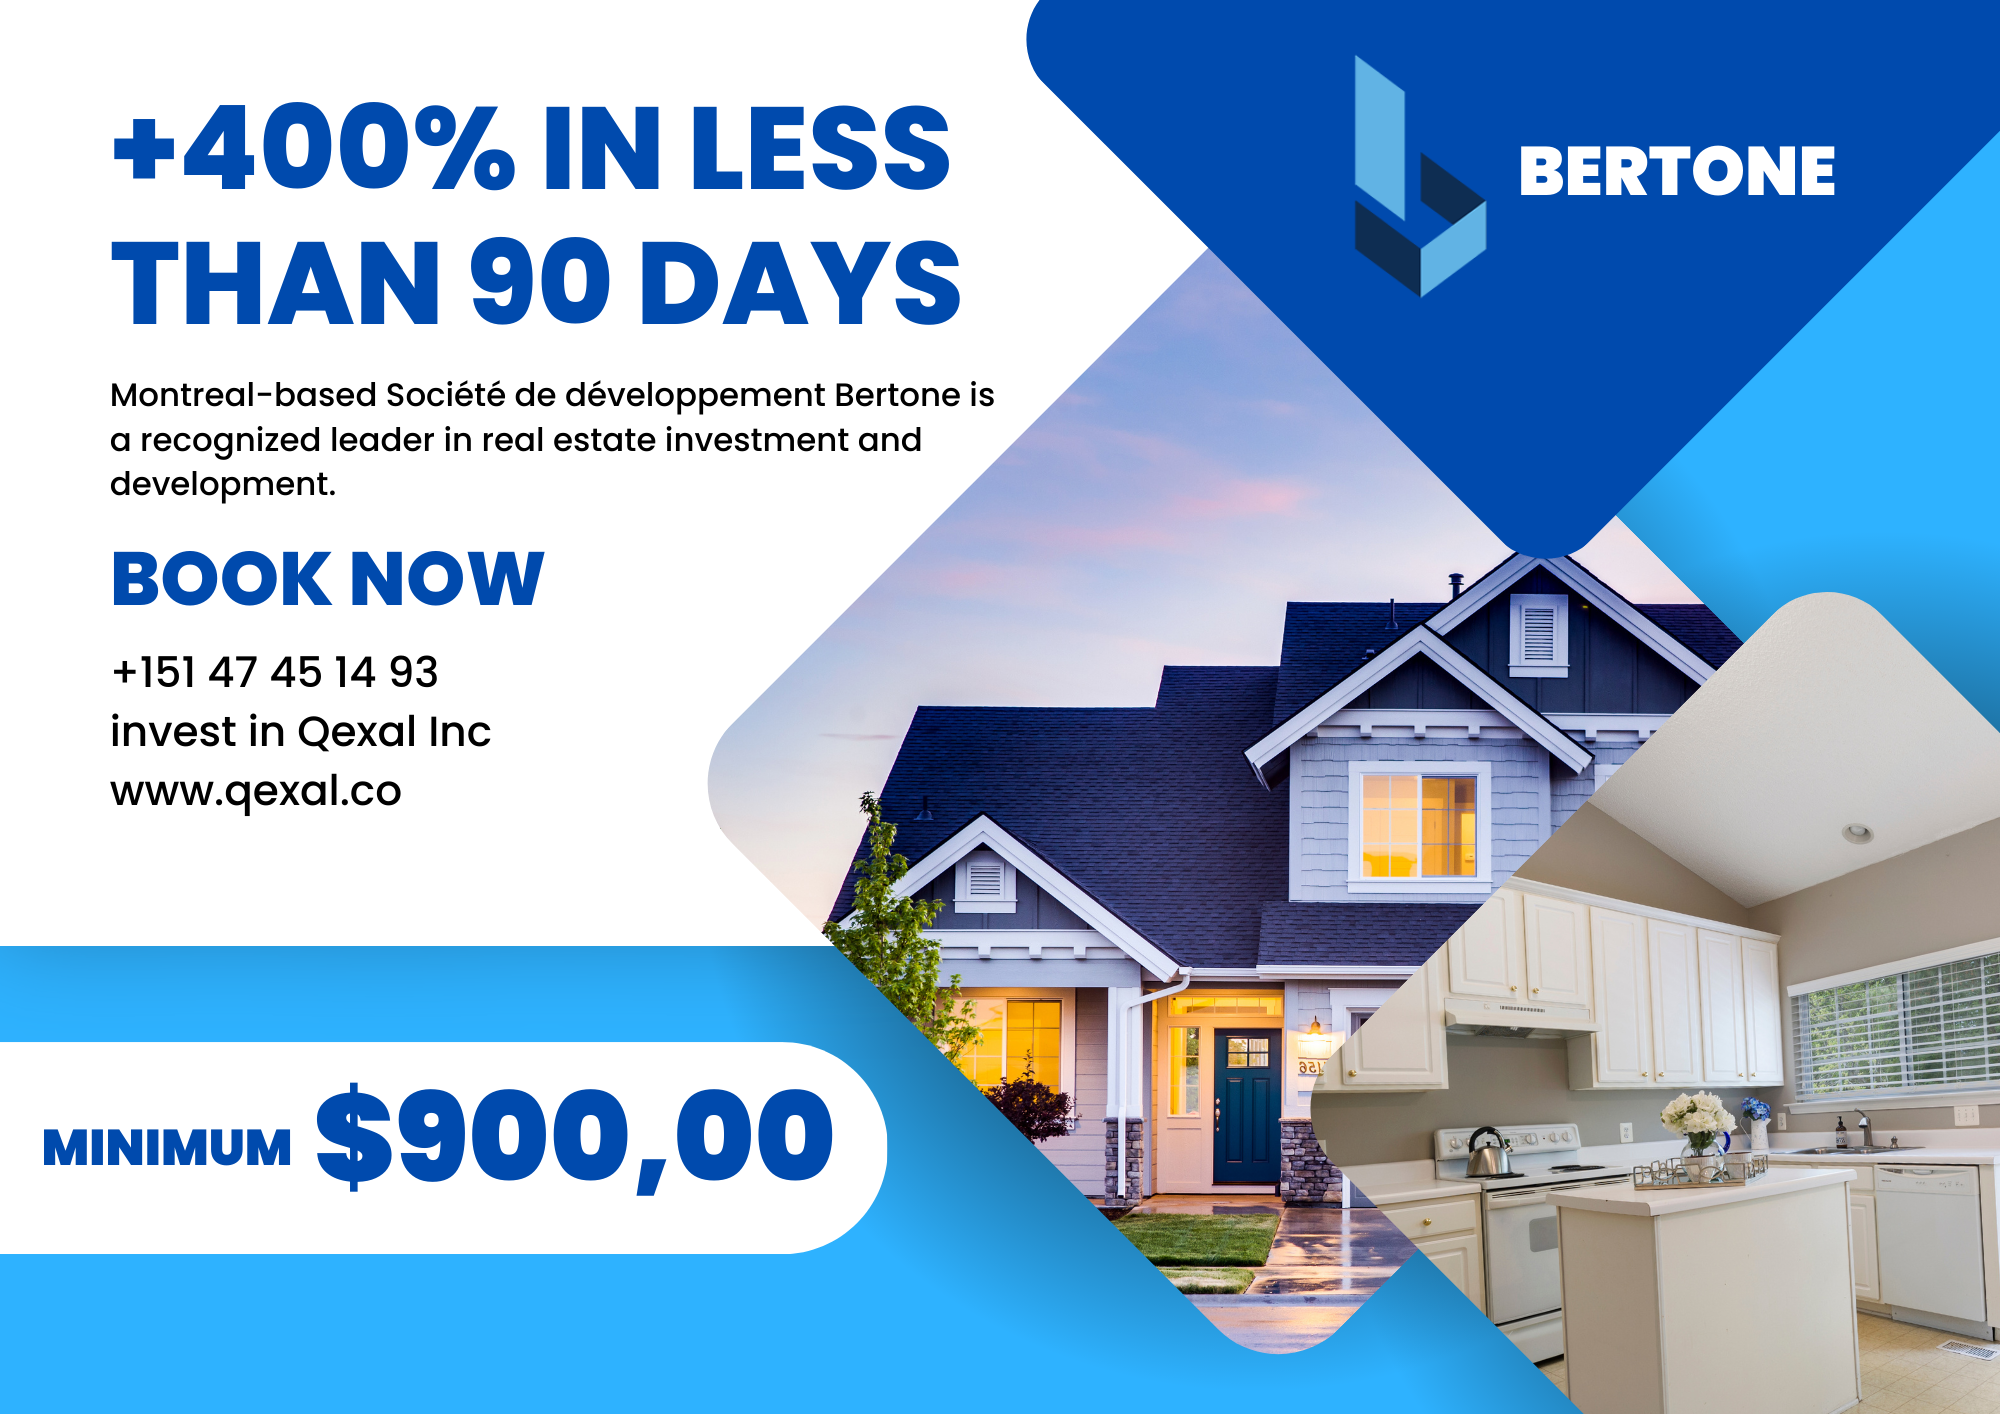 +400% IN LESS
THAN 90 DAYS
Montreal-based Société de développement Bertone is
a recognized leader in real estate investment and
development.
BOOK NOW
+151 47 45 14 93
invest in Qexal Inc
www.qexal.co
MINIMUM $900,00
BERTONE